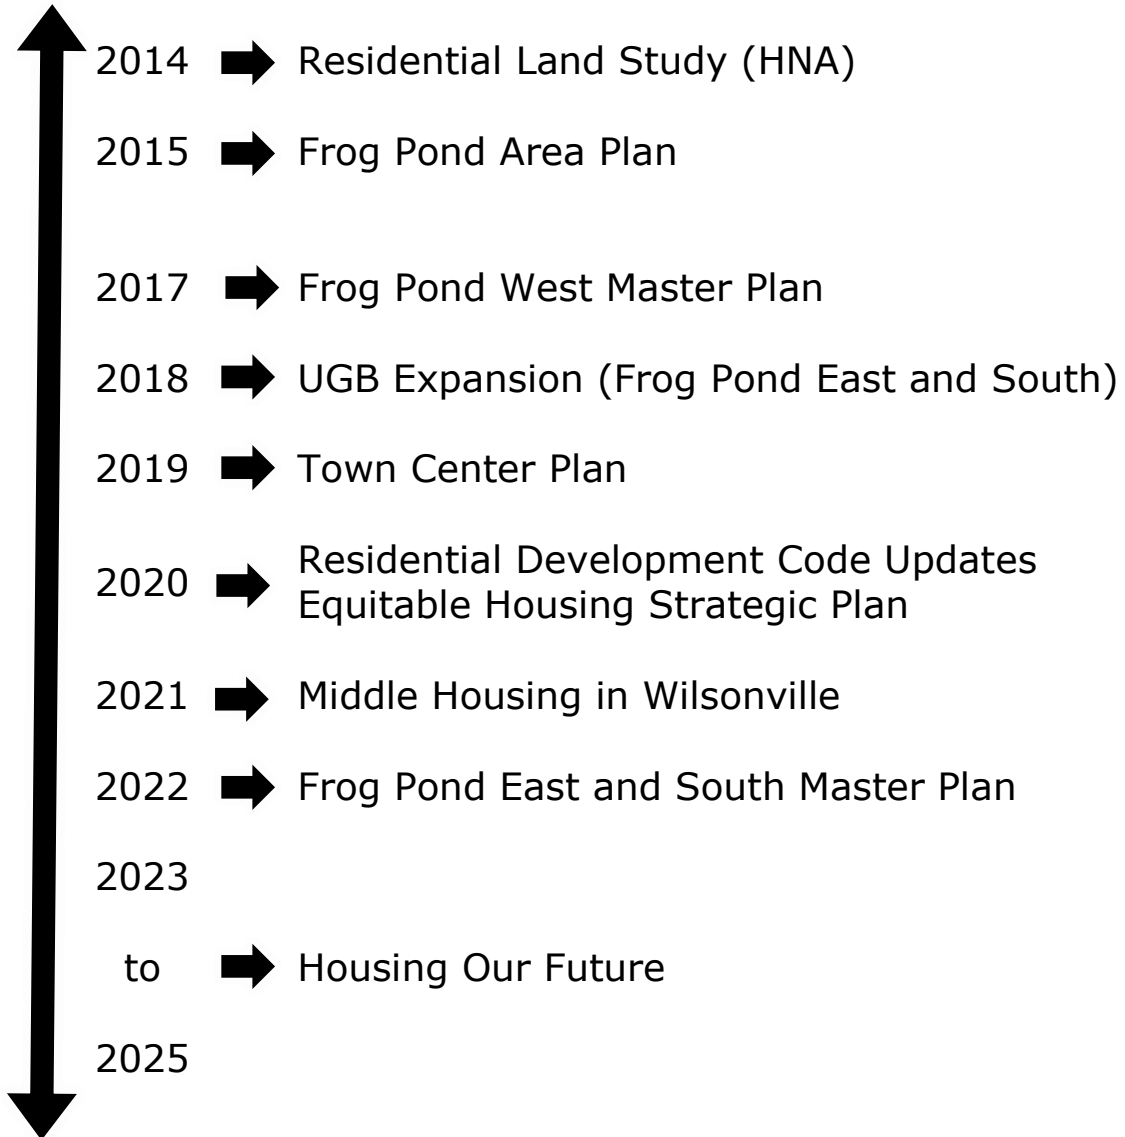 2014 Residential Land Study (HNA)
2015 Frog Pond Area Plan
2017 Frog Pond West Master Plan
2018 UGB Expansion (Frog Pond East and South)
2019 Town Center Plan
2020 Residential Development Code Updates
Equitable Housing Strategic Plan
2021 Middle Housing in Wilsonville
2022 Frog Pond East and South Master Plan
2023
to Housing Our Future
2025